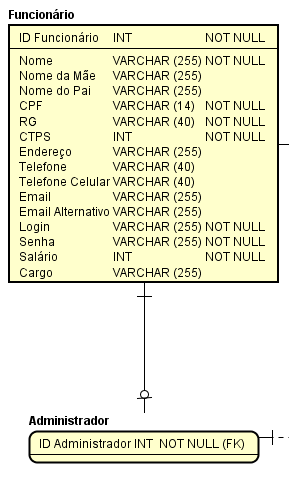 Funcionário
ID Funcionário INT NOT NULL
Nome VARCHAR (255) NOT NULL
Nome da Mãe VARCHAR (255)
Nome do Pai VARCHAR (255)
CPF VARCHAR (14) NOT NULL
RG VARCHAR (40) NOT NULL
CTPS INT NOT NULL
Endereço VARCHAR (255)
Telefone VARCHAR (40)
Telefone Celular VARCHAR (40)
Email VARCHAR (255)
Email Alternativo VARCHAR (255)
Login VARCHAR (255) NOT NULL
Senha VARCHAR (255) NOT NULL
Salário INT NOT NULL
Cargo VARCHAR (255)
Administrador
ID Administrador INT NOT NULL (FK)